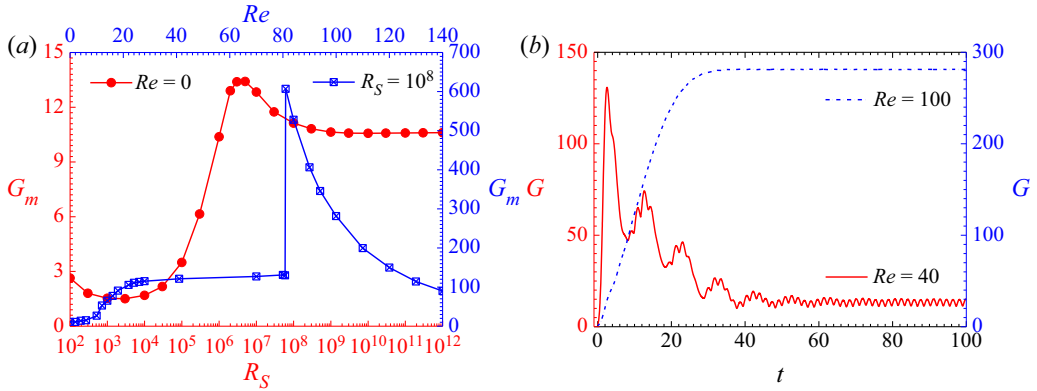 Re
0 20 40 60 80 100 120 140
(a)
15 12 9 6 3 0
G_m
Re = 0
R_S = 10^8
700 600 500 400 300 200 100 0
G_m
10^2 10^3 10^4 10^5 10^6 10^7 10^8 10^9 10^10 10^11 10^12
R_S
(b)
150 100 50 0
G
Re = 100
Re = 40
300 200 100 0
G
0 20 40 60 80 100
t